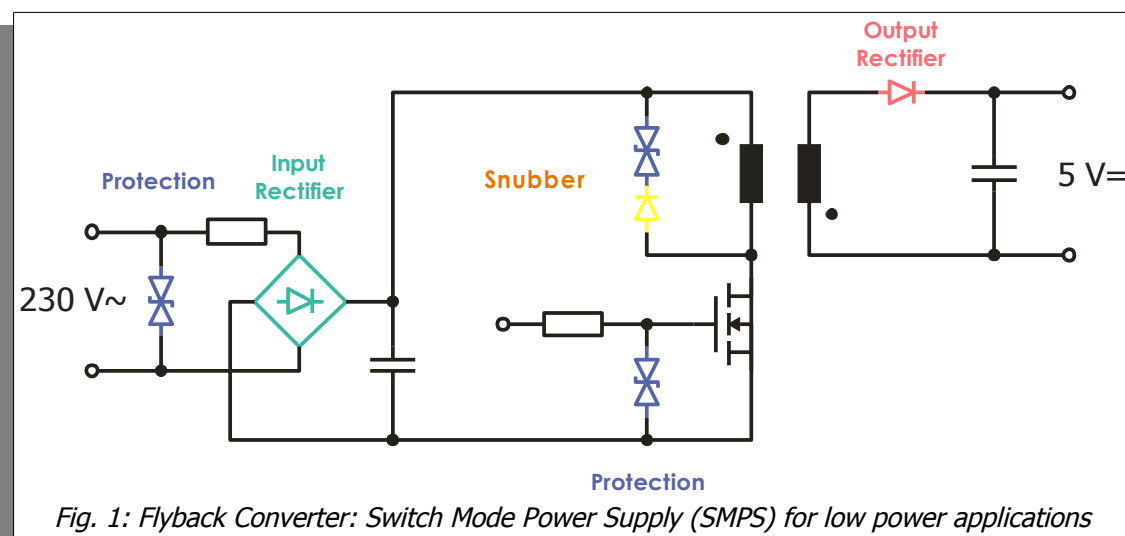 Output
Rectifier
Input
Rectifier
Protection
Snubber
5 V=
230 V~
Protection
Fig. 1: Flyback Converter: Switch Mode Power Supply (SMPS) for low power applications